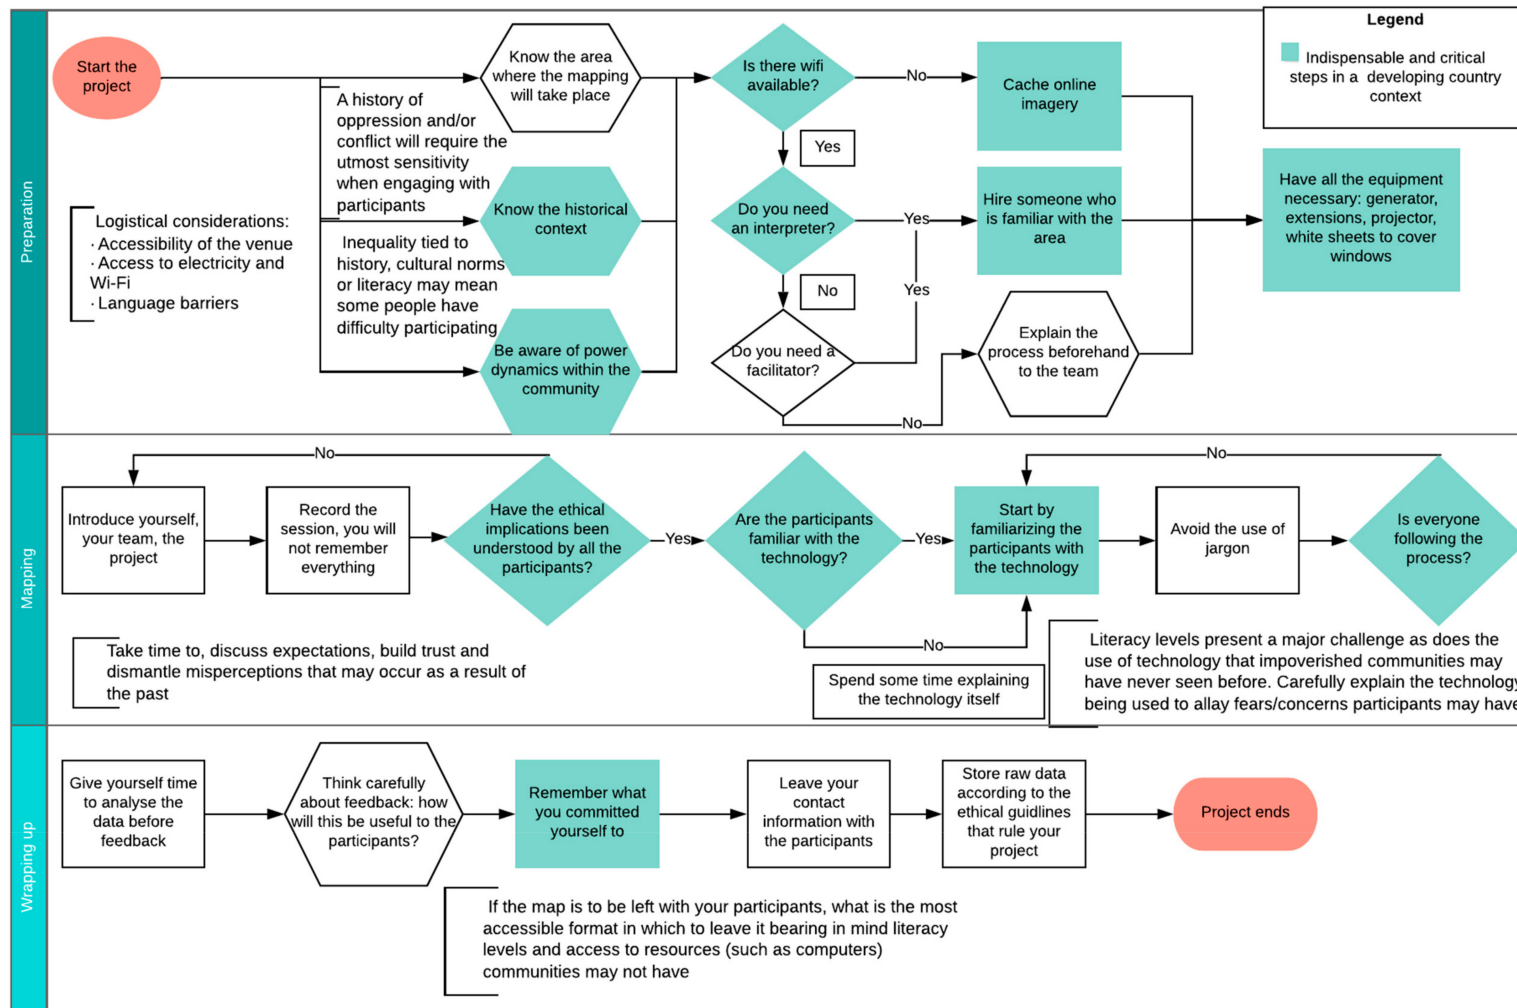 Preparation
Start the
project
Logistical considerations:
· Accessibility of the venue
· Access to electricity and
Wi-Fi
· Language barriers
A history of
oppression and/or
conflict will require the
utmost sensitivity
when engaging with
participants
Inequality tied to
history, cultural norms
or literacy may mean
some people have
difficulty participating
Know the area
where the mapping
will take place
Know the historical
context
Be aware of power
dynamics within the
community
Is there wifi
available?
No
Yes
Do you need
an interpreter?
Yes
No
Do you need a
facilitator?
Yes
No
Cache online
imagery
Hire someone who
is familiar with the
area
Explain the
process beforehand
to the team
Legend
Indispensable and critical
steps in a developing country
context
Have all the equipment
necessary: generator,
extensions, projector,
white sheets to cover
windows
Mapping
No
Introduce yourself,
your team, the
project
Record the
session, you will
not remember
everything
Have the ethical
implications been
understood by all the
participants?
Yes
Are the participants
familiar with the
technology?
Yes
No
Start by
familiarizing the
participants with
the technology
No
Avoid the use of
jargon
Is everyone
following the
process?
Take time to, discuss expectations, build trust and
dismantle misperceptions that may occur as a result of
the past
Spend some time explaining
the technology itself
Literacy levels present a major challenge as does the
use of technology that impoverished communities may
have never seen before. Carefully explain the technology
being used to allay fears/concerns participants may have
Wrapping up
Give yourself time
to analyse the
data before
feedback
Think carefully
about feedback: how
will this be useful to the
participants?
Remember what
you committed
yourself to
Leave your
contact
information with
the participants
Store raw data
according to the
ethical guidlines
that rule your
project
Project ends
If the map is to be left with your participants, what is the most
accessible format in which to leave it bearing in mind literacy
levels and access to resources (such as computers)
communities may not have